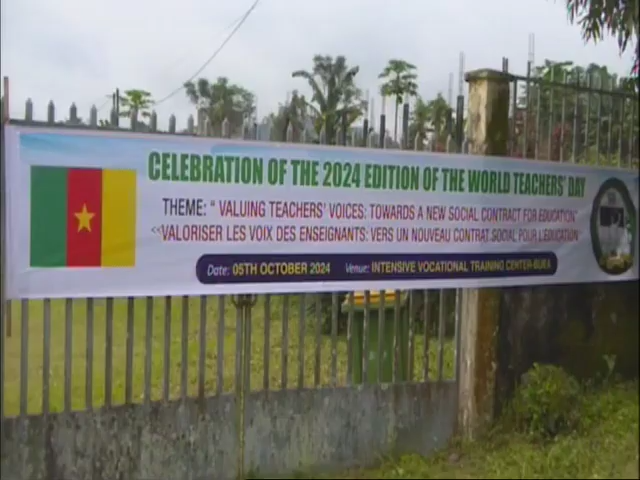 CELEBRATION OF THE 2024 EDITION OF THE WORLD TEACHERS' DAY
THEME: " VALUING TEACHERS' VOICES: TOWARDS A NEW SOCIAL CONTRACT FOR EDUCATION"
<<VALORISER LES VOIX DES ENSEIGNANTS: VERS UN NOUVEAU CONTRAT SOCIAL POUR L'ÉDUCATION
Date: 05TH OCTOBER 2024 Venue: INTENSIVE VOCATIONAL TRAINING CENTER-BUEA